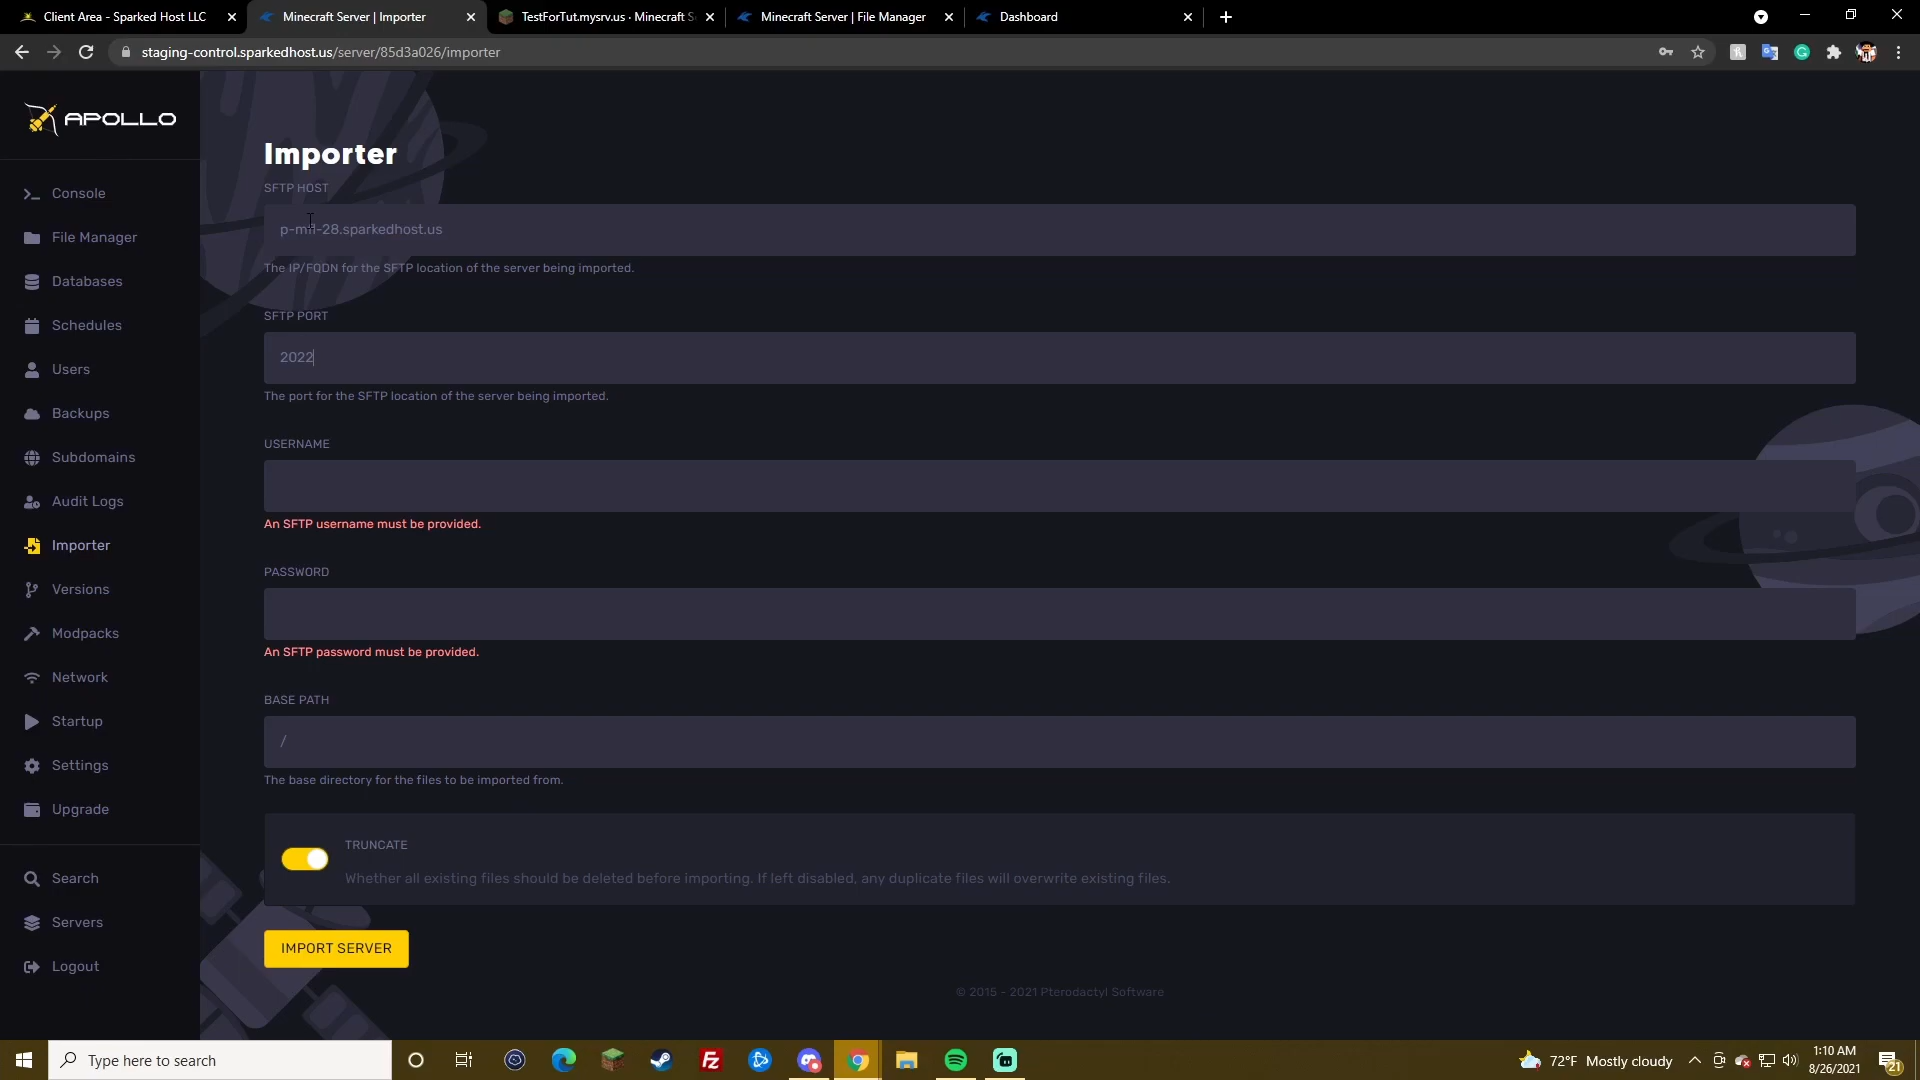 Client Area - Sparked Host LLC
Minecraft Server | Importer
TestForTut.mysrv.us - Minecraft S
Minecraft Server | File Manager
Dashboard
staging-control.sparkedhost.us/server/85d3a026/importer
APOLLO
Console
File Manager
Databases
Schedules
Users
Backups
Subdomains
Audit Logs
Importer
Versions
Modpacks
Network
Startup
Settings
Upgrade
Search
Servers
Logout
Importer
SFTP HOST
The IP/FQDN for the SFTP location of the server being imported.
SFTP PORT
2022
The port for the SFTP location of the server being imported.
USERNAME
An SFTP username must be provided.
PASSWORD
An SFTP password must be provided.
BASE PATH
/
The base directory for the files to be imported from.
TRUNCATE
Whether all existing files should be deleted before importing. If left disabled, any duplicate files will overwrite existing files.
IMPORT SERVER
© 2015 - 2021 Pterodactyl Software
Type here to search
72°F Mostly cloudy
1:10 AM
8/26/2021
21